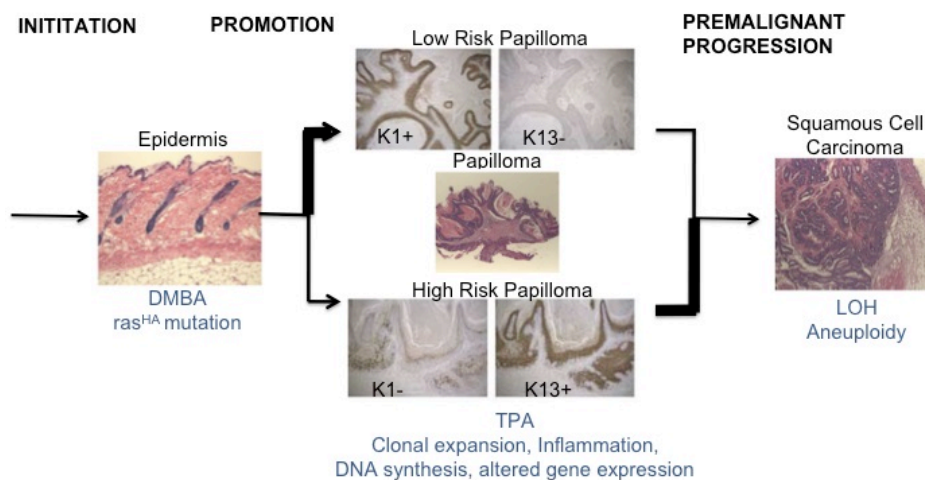 INITITATION
PROMOTION
PREMALIGNANT
PROGRESSION
Low Risk Papilloma
K1+
K13-
Epidermis
DMBA
ras^HA mutation
Papilloma
High Risk Papilloma
K1-
K13+
TPA
Clonal expansion, Inflammation,
DNA synthesis, altered gene expression
Squamous Cell
Carcinoma
LOH
Aneuploidy